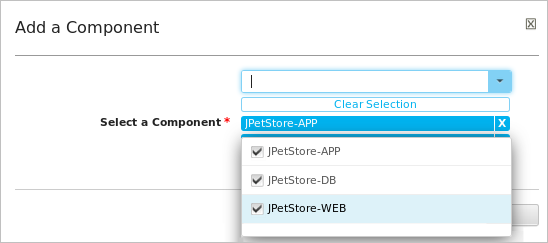 Add a Component
Clear Selection
Select a Component *
JPetStore-APP X
JPetStore-APP
JPetStore-DB
JPetStore-WEB